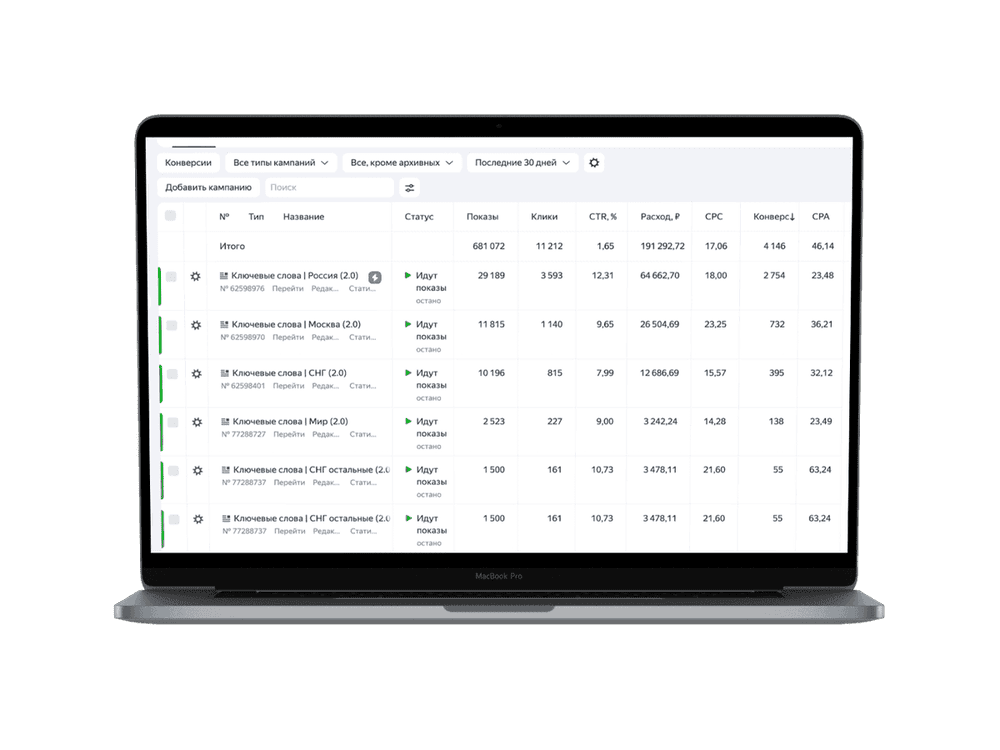 Конверсии Все типы кампаний Все, кроме архивных Последние 30 дней
Добавить кампанию Поиск
№ Тип Название Статус Показы Клики CTR, % Расход, ₽ CPC Конверс↓ CPA
Итого 681 072 11 212 1,65 191 292,72 17,06 4 146 46,14
Ключевые слова | Россия (2.0) Идут 29 189 3 593 12,31 64 662,70 18,00 2 754 23,48
№ 62598976 Перейти Редак... Стати... показы
остано
Ключевые слова | Москва (2.0) Идут 11 815 1 140 9,65 26 504,69 23,25 732 36,21
№ 62598970 Перейти Редак... Стати... показы
остано
Ключевые слова | СНГ (2.0) Идут 10 196 815 7,99 12 686,69 15,57 395 32,12
№ 62598401 Перейти Редак... Стати... показы
остано
Ключевые слова | Мир (2.0) Идут 2 523 227 9,00 3 242,24 14,28 138 23,49
№ 77288727 Перейти Редак... Стати... показы
остано
Ключевые слова | СНГ остальные (2.0 Идут 1 500 161 10,73 3 478,11 21,60 55 63,24
№ 77288737 Перейти Редак... Стати... показы
остано
Ключевые слова | СНГ остальные (2.0 Идут 1 500 161 10,73 3 478,11 21,60 55 63,24
№ 77288737 Перейти Редак... Стати... показы
остано
MacBook Pro